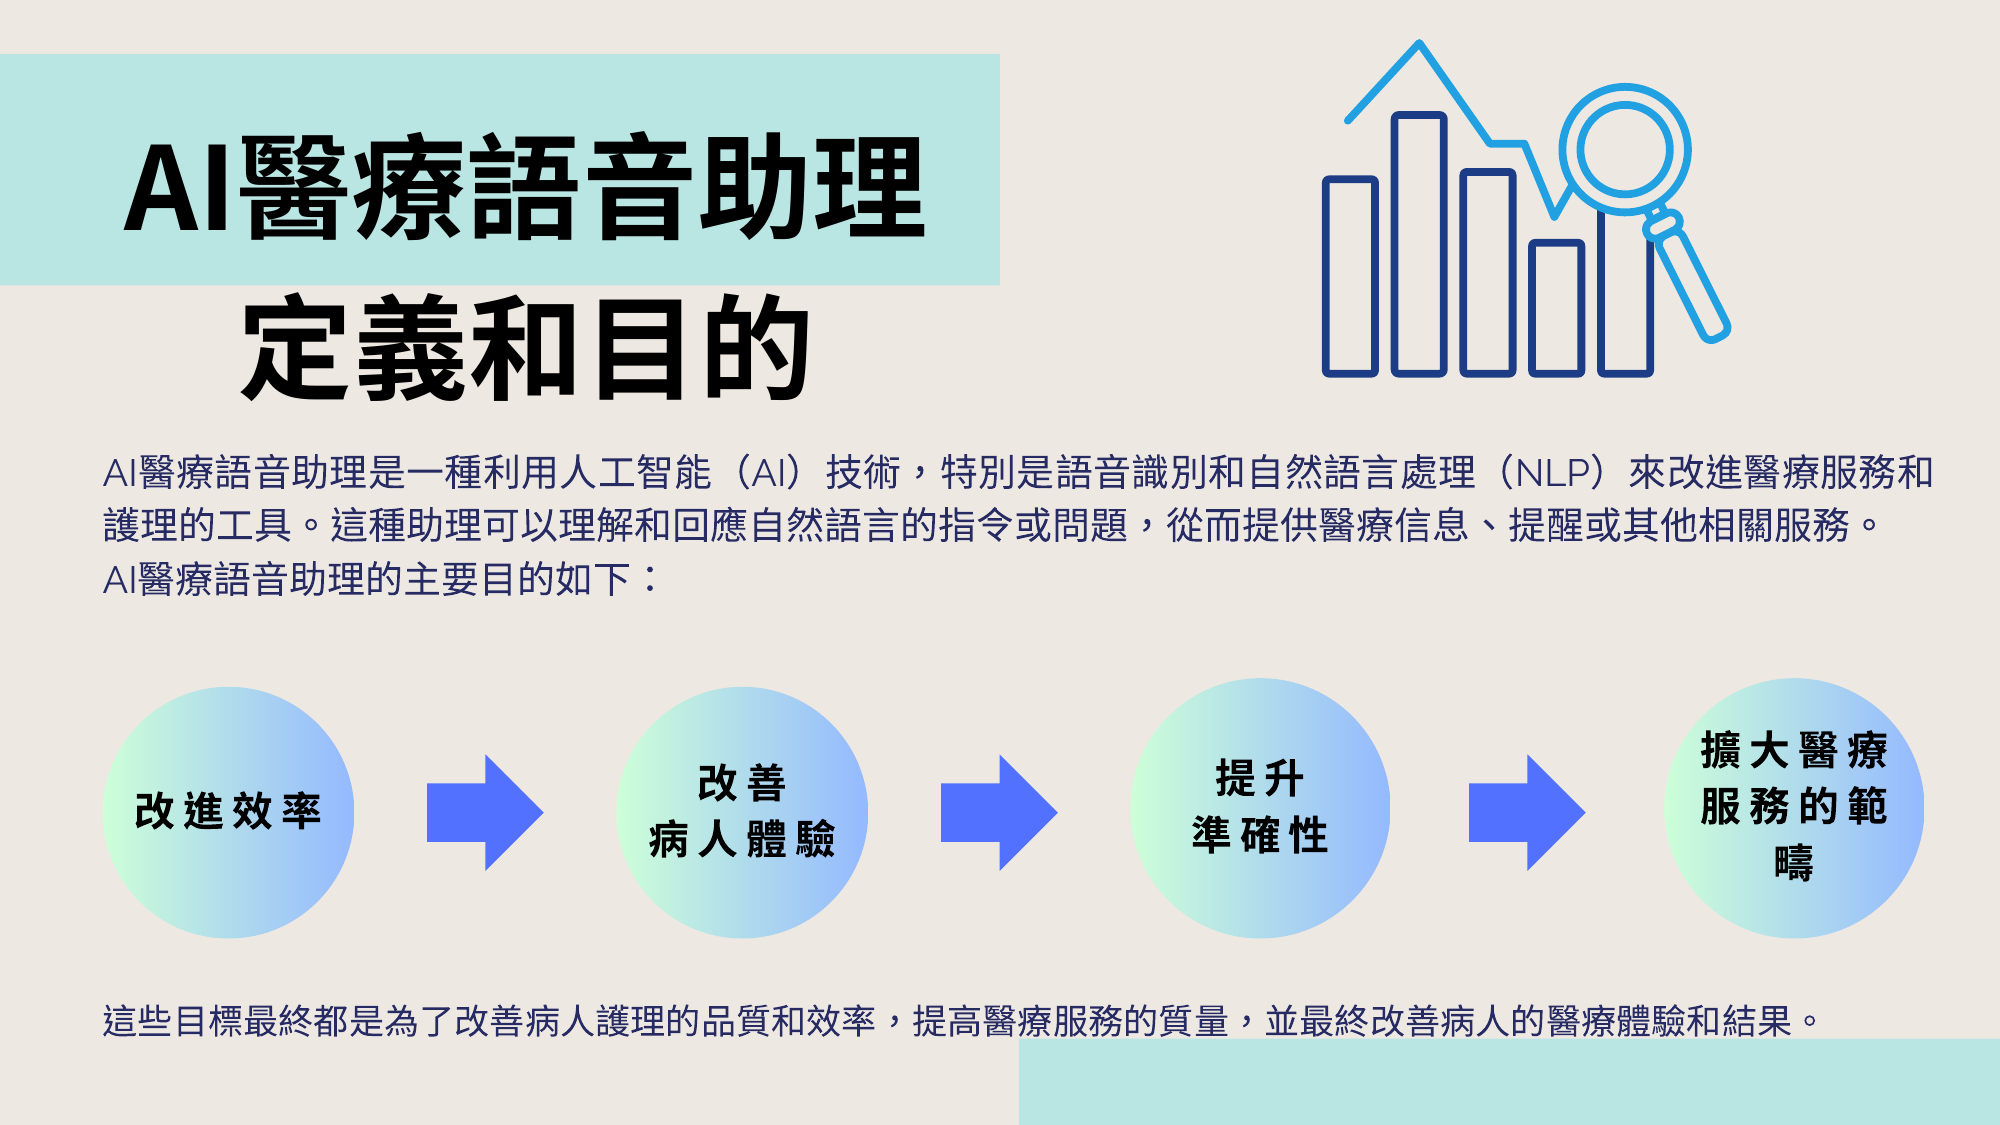 AI醫療語音助理
定義和目的
AI醫療語音助理是一種利用人工智能（AI）技術，特別是語音識別和自然語言處理（NLP）來改進醫療服務和
護理的工具。這種助理可以理解和回應自然語言的指令或問題，從而提供醫療信息、提醒或其他相關服務。
AI醫療語音助理的主要目的如下：
改進效率
改善
病人體驗
提升
準確性
擴大醫療
服務的範
疇
這些目標最終都是為了改善病人護理的品質和效率，提高醫療服務的質量，並最終改善病人的醫療體驗和結果。